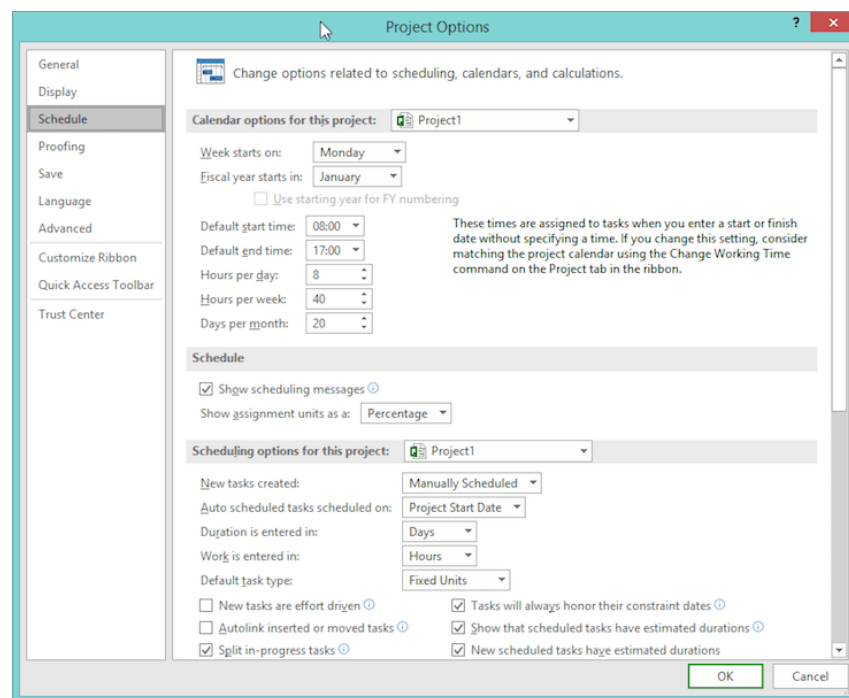 Project Options
?
General
Display
Schedule
Proofing
Save
Language
Advanced
Customize Ribbon
Quick Access Toolbar
Trust Center
Change options related to scheduling, calendars, and calculations.
Calendar options for this project: Project1
Week starts on: Monday
Fiscal year starts in: January
Use starting year for FY numbering
Default start time: 08:00
Default end time: 17:00
Hours per day: 8
Hours per week: 40
Days per month: 20
These times are assigned to tasks when you enter a start or finish
date without specifying a time. If you change this setting, consider
matching the project calendar using the Change Working Time
command on the Project tab in the ribbon.
Schedule
Show scheduling messages
Show assignment units as a: Percentage
Scheduling options for this project: Project1
New tasks created: Manually Scheduled
Auto scheduled tasks scheduled on: Project Start Date
Duration is entered in: Days
Work is entered in: Hours
Default task type: Fixed Units
New tasks are effort driven
Autolink inserted or moved tasks
Split in-progress tasks
Tasks will always honor their constraint dates
Show that scheduled tasks have estimated durations
New scheduled tasks have estimated durations
OK
Cancel